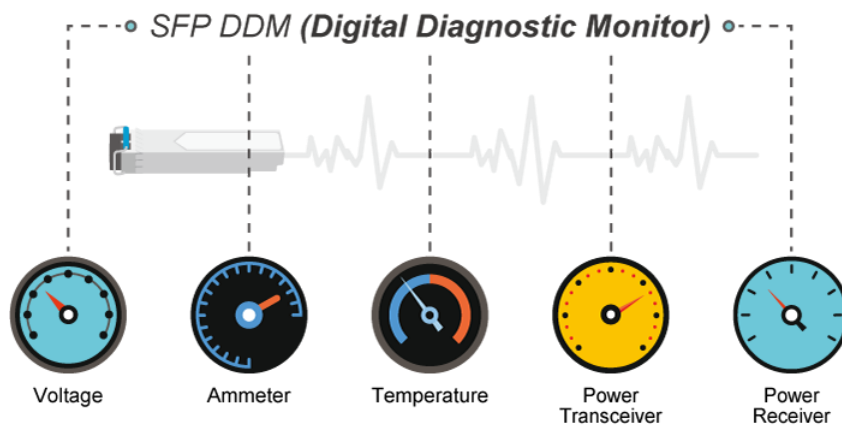 SFP DDM (Digital Diagnostic Monitor)
Voltage
Ammeter
Temperature
Power
Transceiver
Power
Receiver